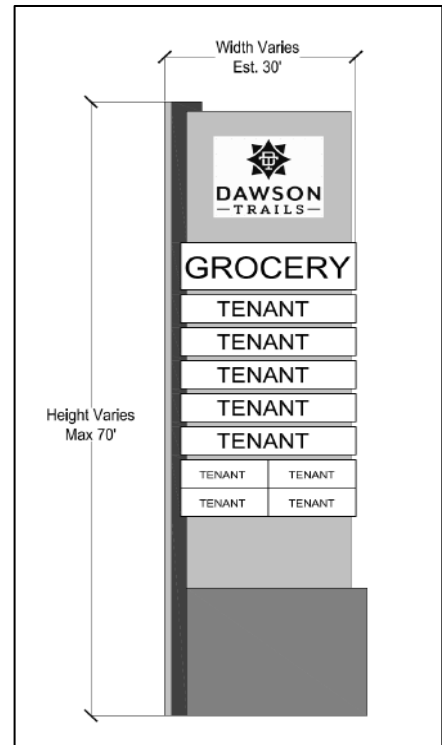 Width Varies
Est. 30'
DAWSON
TRAILS
GROCERY
TENANT
TENANT
TENANT
TENANT
TENANT
TENANT TENANT
TENANT TENANT
Height Varies
Max 70'